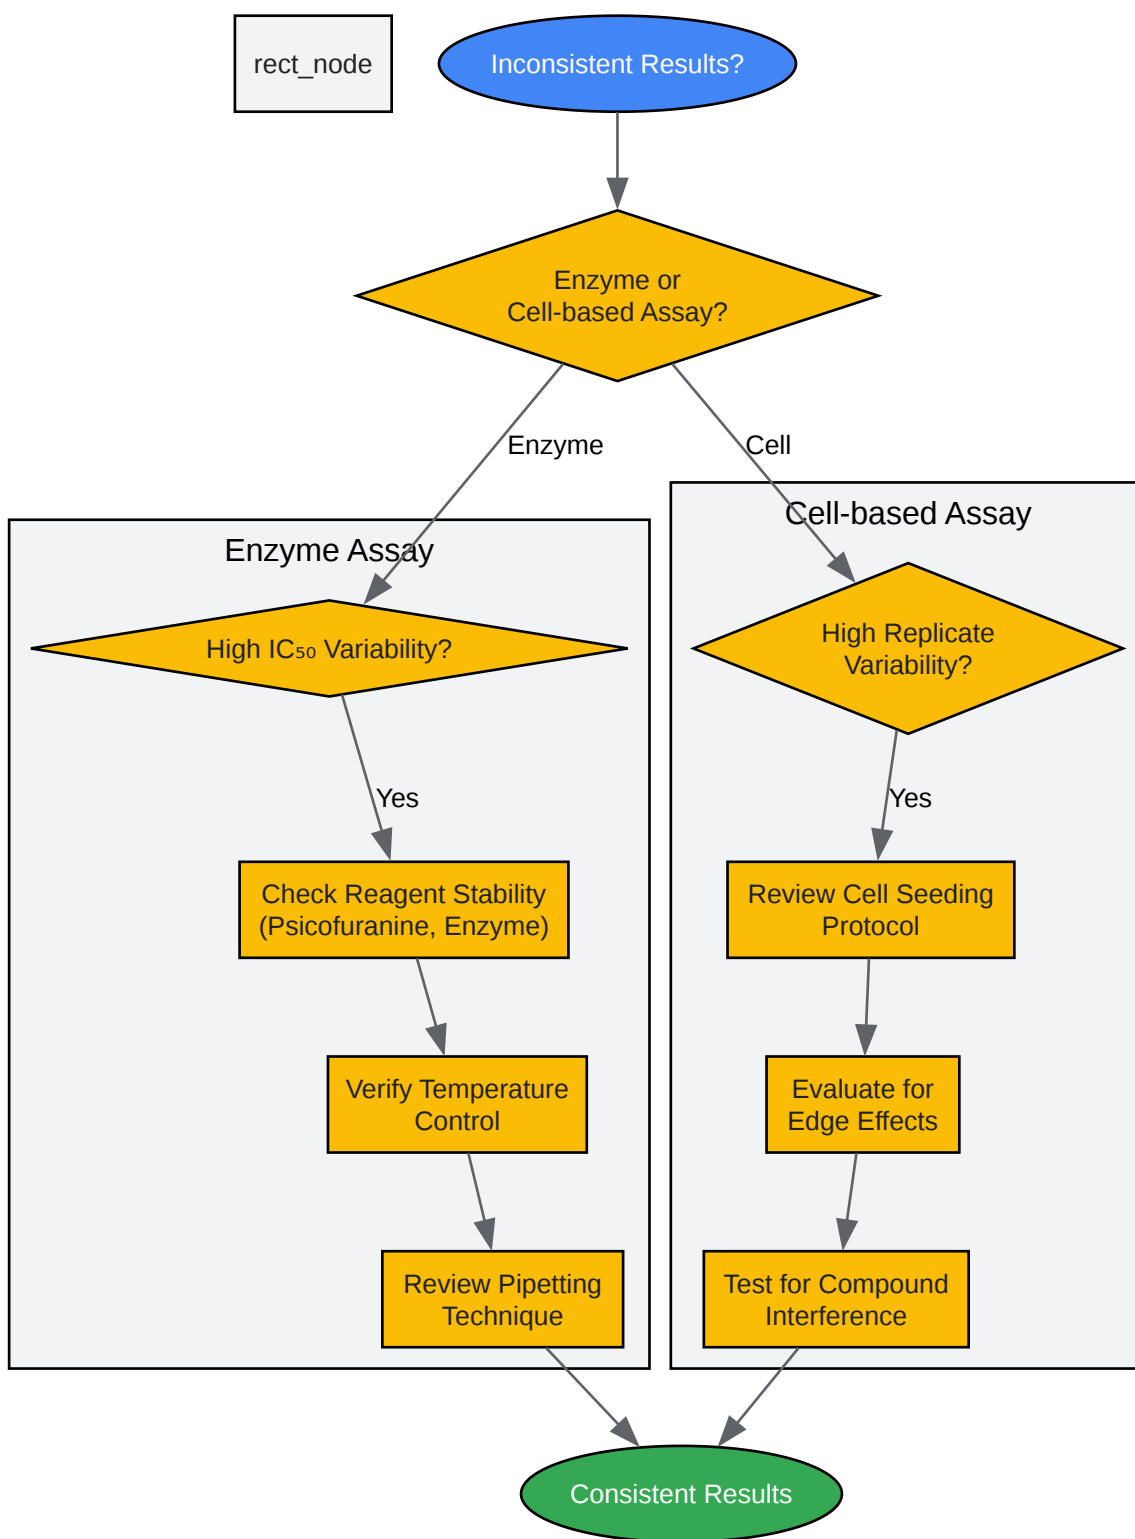 rect_node
Inconsistent Results?
Enzyme or
Cell-based Assay?
Enzyme
Cell
Enzyme Assay
High IC₅₀ Variability?
Yes
Check Reagent Stability
(Psicofuranine, Enzyme)
Verify Temperature
Control
Review Pipetting
Technique
Cell-based Assay
High Replicate
Variability?
Yes
Review Cell Seeding
Protocol
Evaluate for
Edge Effects
Test for Compound
Interference
Consistent Results